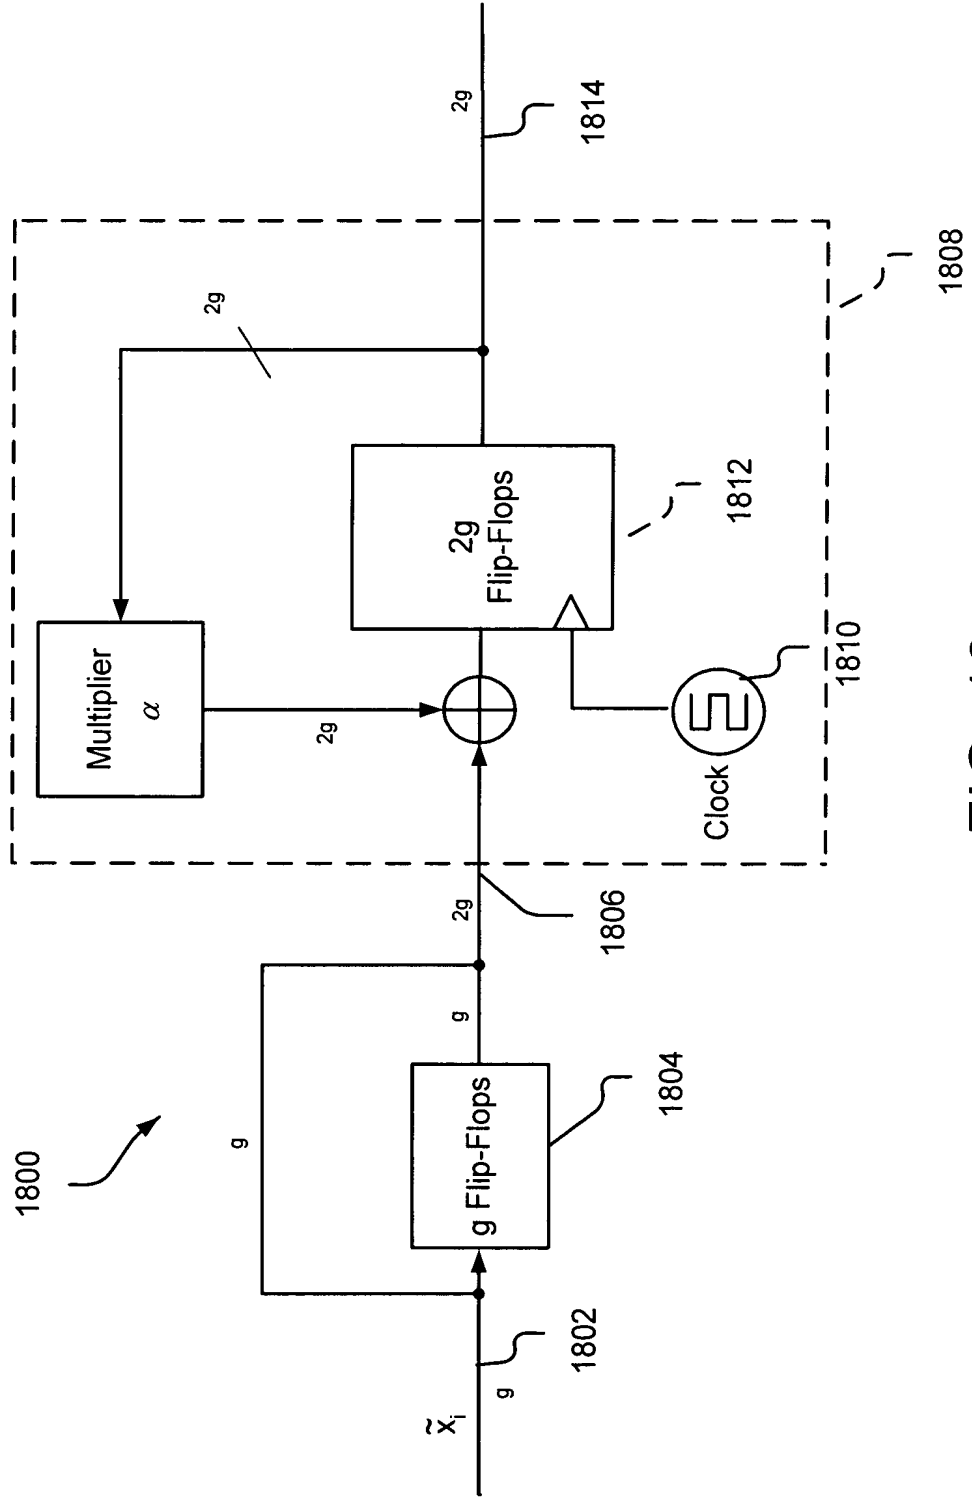 1800
x̃i
g
1802
g
g Flip-Flops
1804
g
2g
1806
Multiplier
α
2g
2g
2g
Flip-Flops
1812
Clock
1810
1808
2g
1814